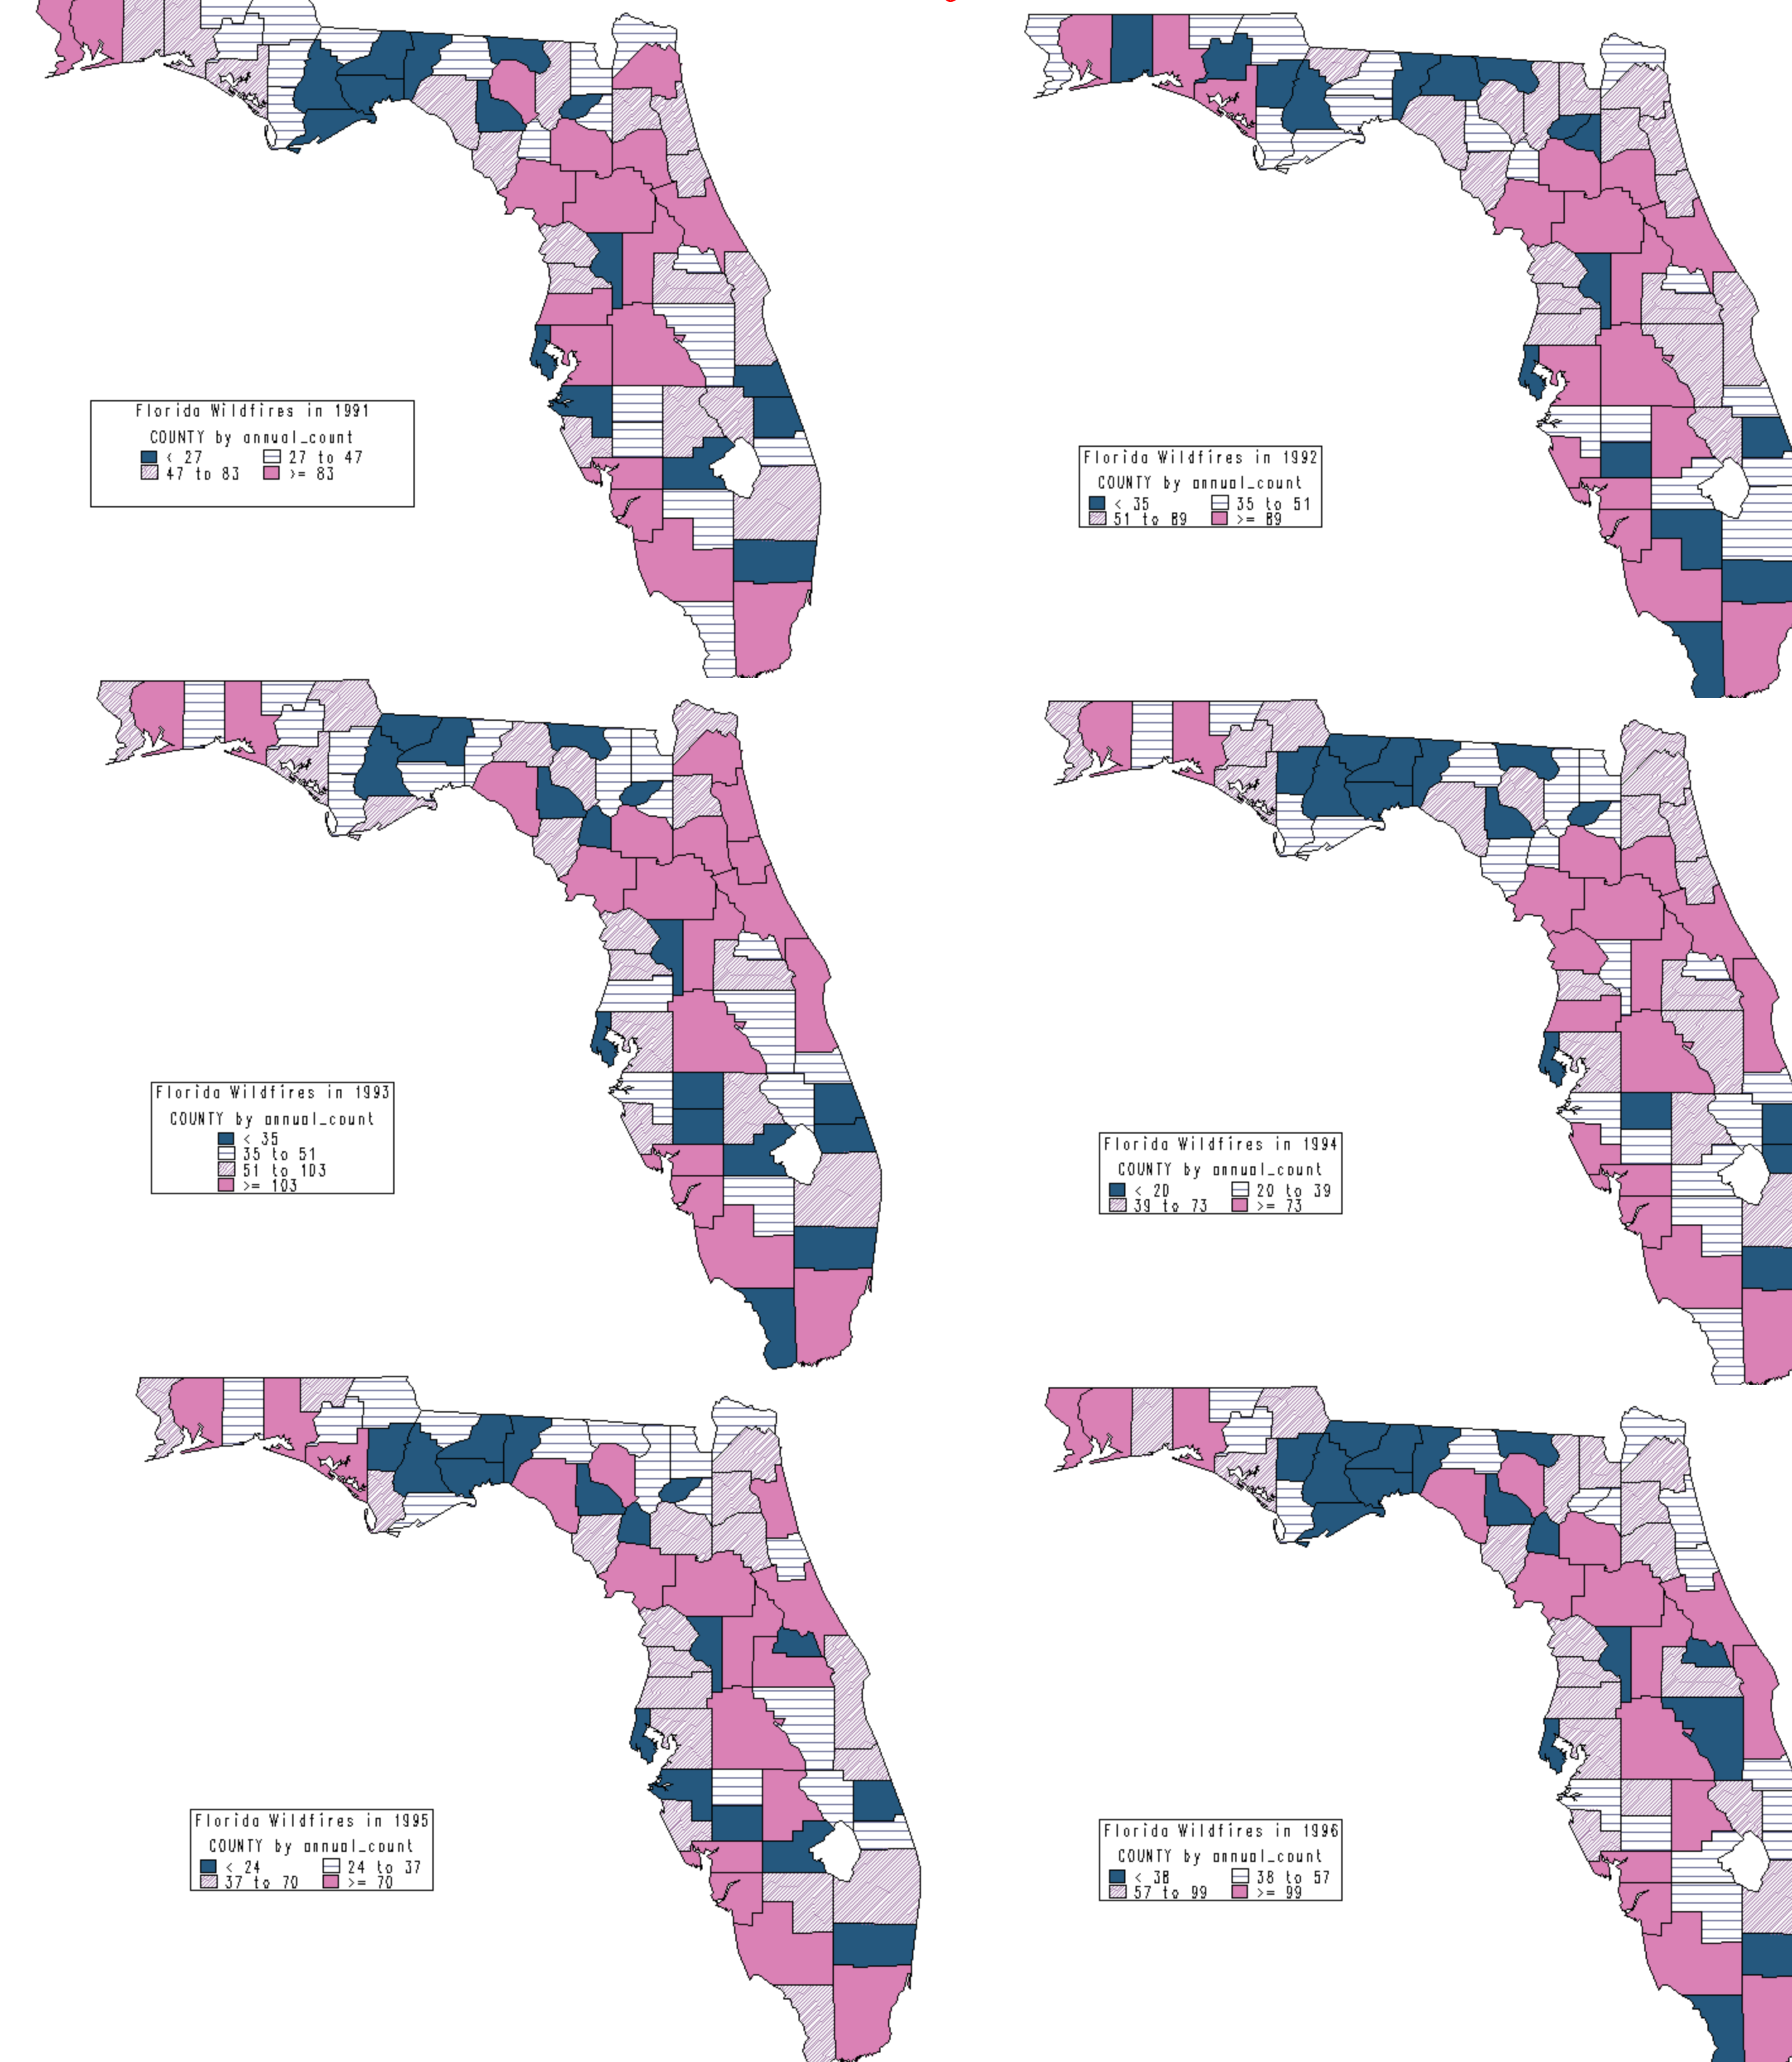 Florida Wildfires in 1991
COUNTY by annual_count
< 27 27 to 47
47 to 83 >= 83
Florida Wildfires in 1992
COUNTY by annual_count
< 35 35 to 51
51 to 89 >= 89
Florida Wildfires in 1993
COUNTY by annual_count
< 35
35 to 51
51 to 103
>= 103
Florida Wildfires in 1994
COUNTY by annual_count
< 20 20 to 39
39 to 73 >= 73
Florida Wildfires in 1995
COUNTY by annual_count
< 24 24 to 37
37 to 70 >= 70
Florida Wildfires in 1996
COUNTY by annual_count
< 38 38 to 57
57 to 99 >= 99